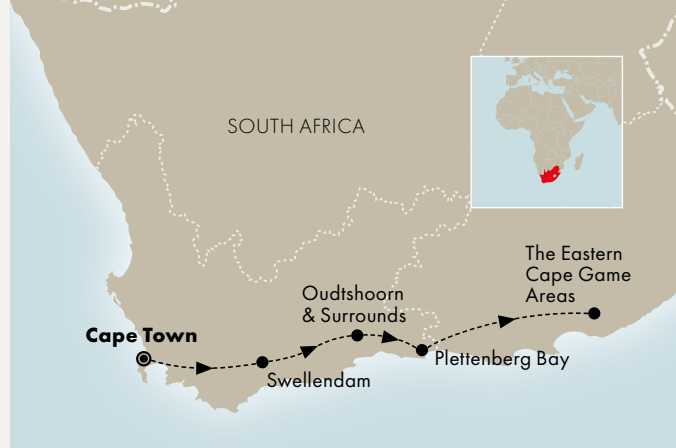 SOUTH AFRICA
The Eastern
Cape Game
Areas
Oudtshoorn
& Surrounds
Cape Town
Plettenberg Bay
Swellendam